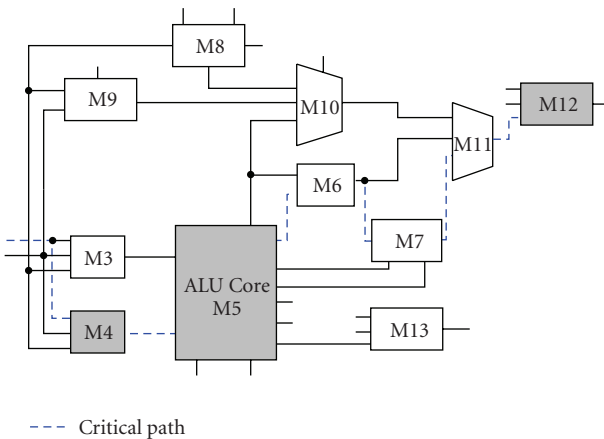 M8
M9
M10
M12
M11
M6
M7
M3
ALU Core
M5
M4
M13
Critical path